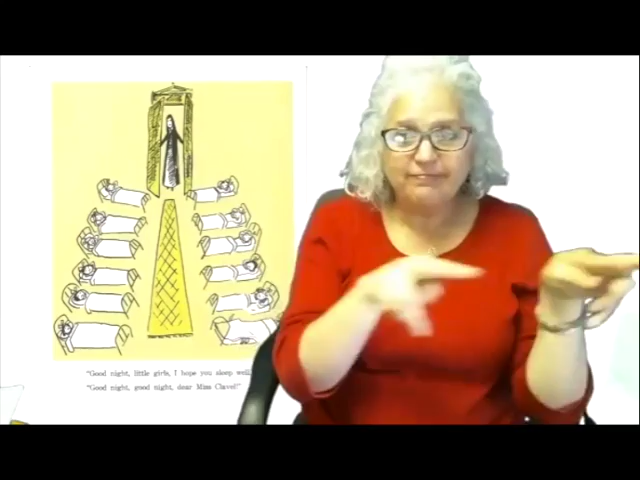 "Good night, little girls, I hope you sleep well,
"Good night, good night, dear Miss Clavel!"